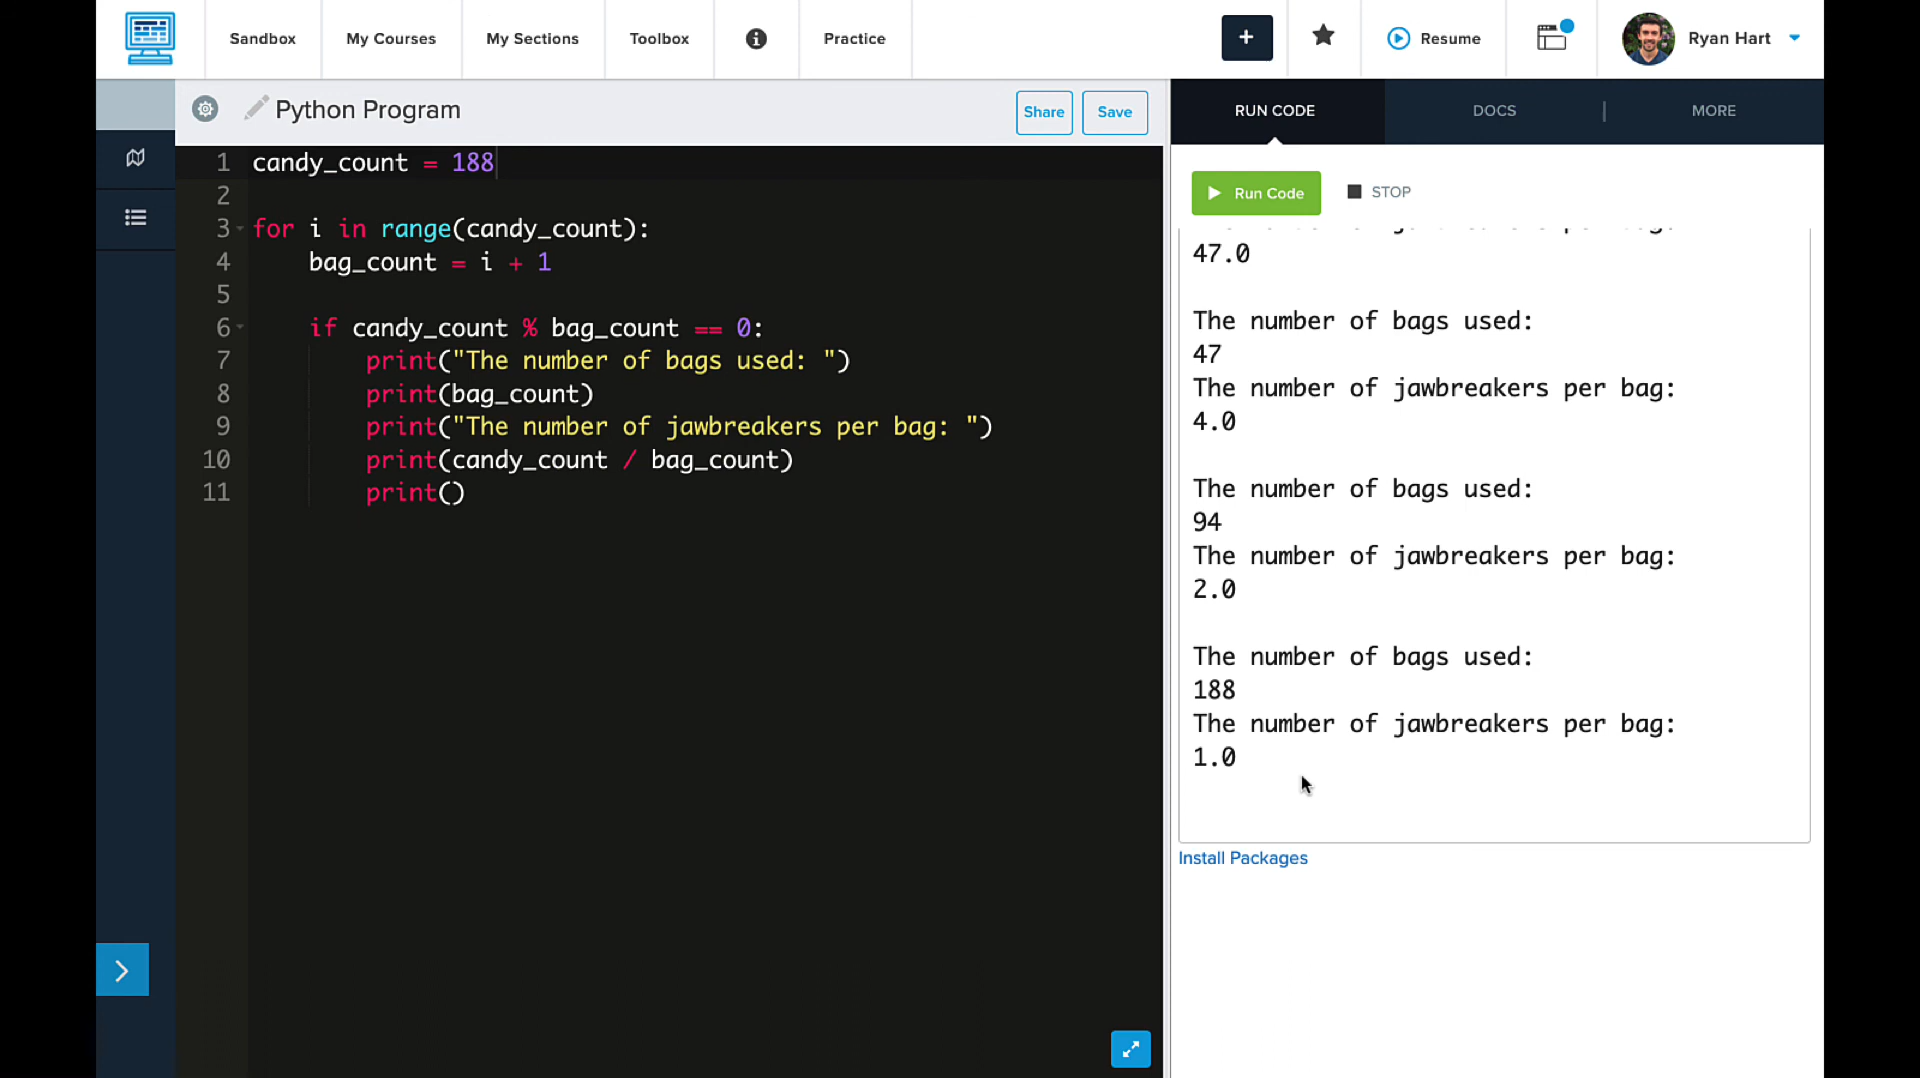 Sandbox
My Courses
My Sections
Toolbox
Practice
Resume
Ryan Hart
Python Program
Share
Save
RUN CODE
DOCS
|
MORE
1 candy_count = 188
2
3 for i in range(candy_count):
4 bag_count = i + 1
5
6 if candy_count % bag_count == 0:
7 print("The number of bags used: ")
8 print(bag_count)
9 print("The number of jawbreakers per bag: ")
10 print(candy_count / bag_count)
11 print()
Run Code
STOP
47.0
The number of bags used:
47
The number of jawbreakers per bag:
4.0
The number of bags used:
94
The number of jawbreakers per bag:
2.0
The number of bags used:
188
The number of jawbreakers per bag:
1.0
Install Packages